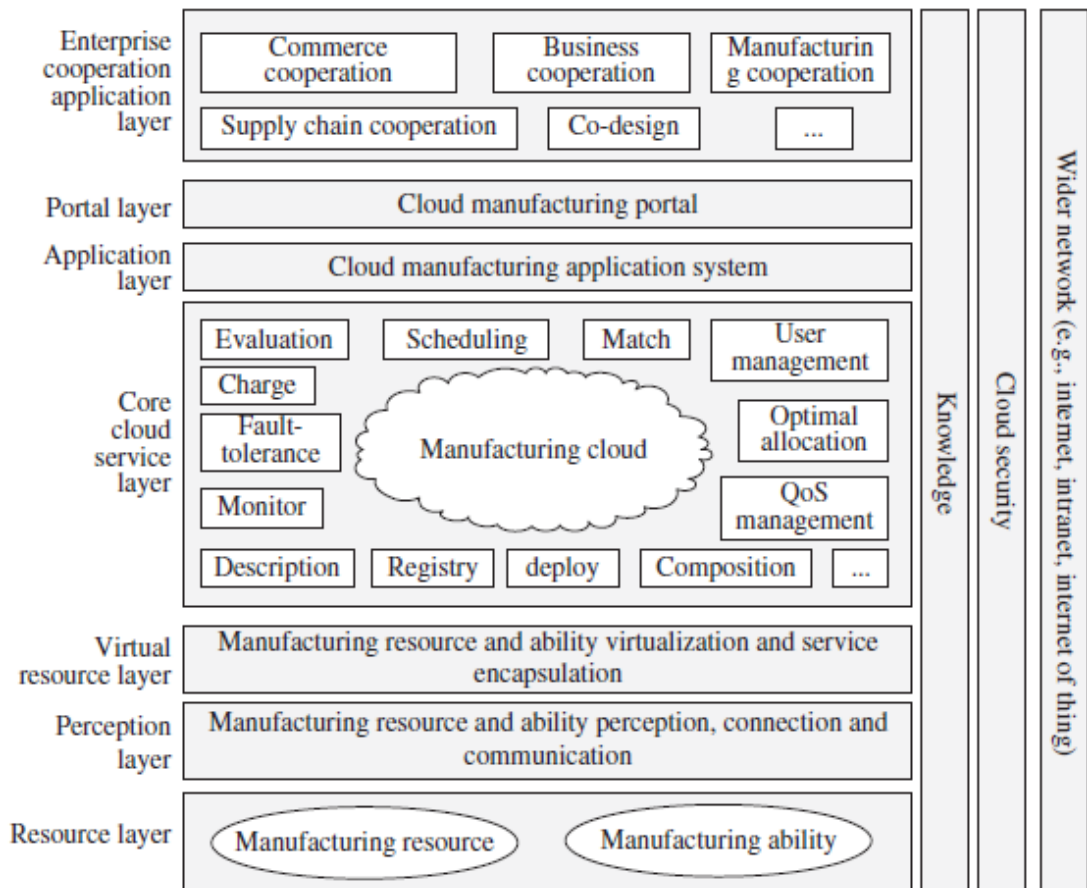 Enterprise
cooperation
application
layer
Commerce
cooperation
Business
cooperation
Manufacturin
g cooperation
Supply chain cooperation
Co-design
...
Portal layer
Cloud manufacturing portal
Application
layer
Cloud manufacturing application system
Core
cloud
service
layer
Evaluation
Scheduling
Match
User
management
Charge
Fault-
tolerance
Manufacturing cloud
Optimal
allocation
Monitor
QoS
management
Description
Registry
deploy
Composition
...
Virtual
resource layer
Manufacturing resource and ability virtualization and service
encapsulation
Perception
layer
Manufacturing resource and ability perception, connection and
communication
Resource layer
Manufacturing resource
Manufacturing ability
Knowledge
Cloud security
Wider network (e.g., internet, intranet, internet of thing)